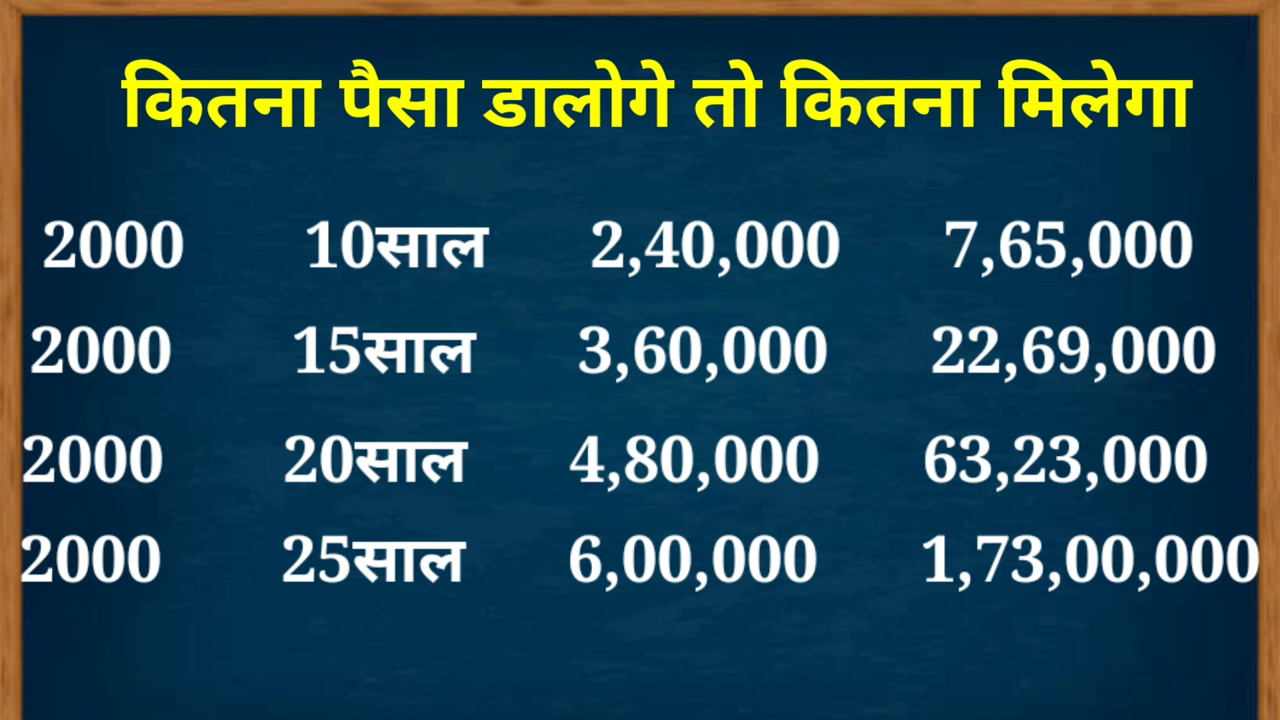 कितना पैसा डालोगे तो कितना मिलेगा
2000 10साल 2,40,000 7,65,000
2000 15साल 3,60,000 22,69,000
2000 20साल 4,80,000 63,23,000
2000 25साल 6,00,000 1,73,00,000